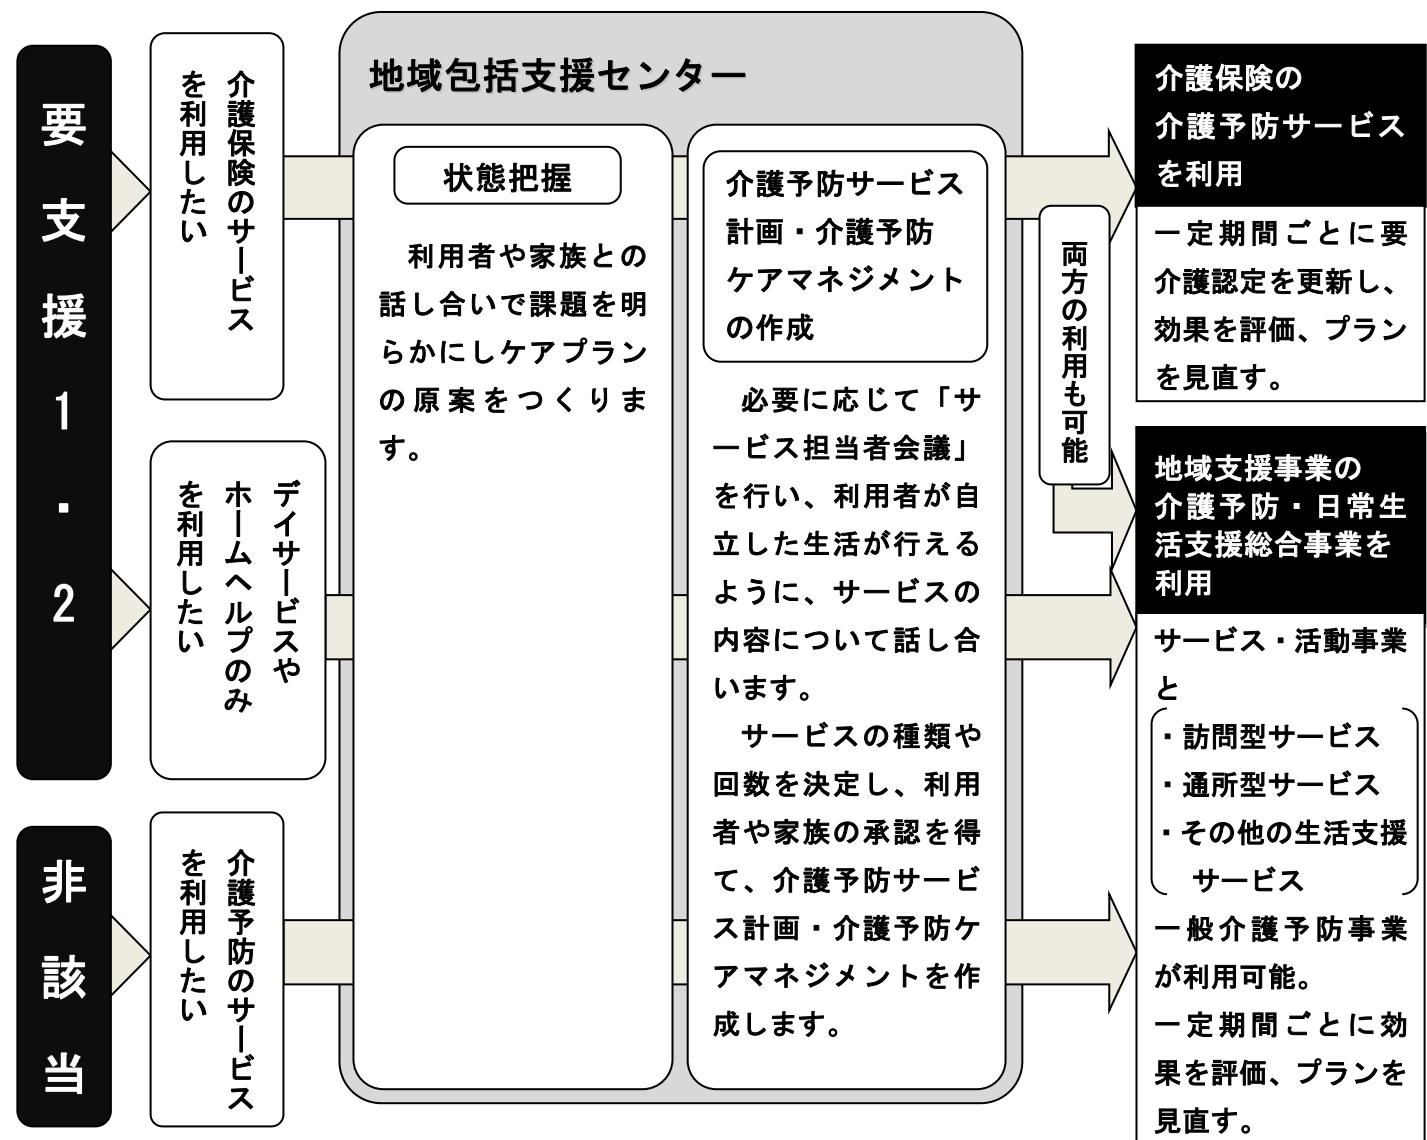 要支援１・２
介護保険のサービス
を利用したい
デイサービスや
ホームヘルプのみ
を利用したい
非該当
介護予防のサービス
を利用したい
地域包括支援センター
状態把握
利用者や家族との
話し合いで課題を明
らかにしケアプラン
の原案をつくりま
す。
介護予防サービス
計画・介護予防
ケアマネジメント
の作成
必要に応じて「サ
ービス担当者会議」
を行い、利用者が自
立した生活が行える
ように、サービスの
内容について話し合
います。
サービスの種類や
回数を決定し、利用
者や家族の承認を得
て、介護予防サービ
ス計画・介護予防ケ
アマネジメントを作
成します。
両方の利用も可能
介護保険の
介護予防サービス
を利用
一定期間ごとに要
介護認定を更新し、
効果を評価、プラン
を見直す。
地域支援事業の
介護予防・日常生
活支援総合事業を
利用
サービス・活動事業
と
・訪問型サービス
・通所型サービス
・その他の生活支援
サービス
一般介護予防事業
が利用可能。
一定期間ごとに効
果を評価、プランを
見直す。